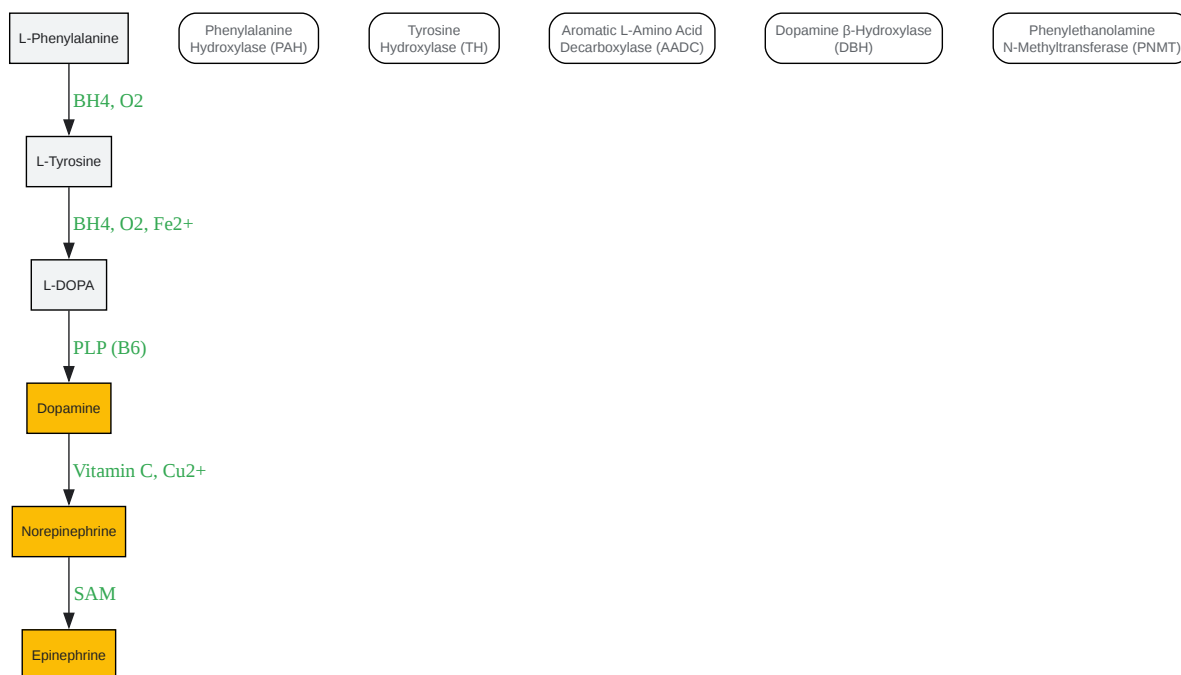 L-Phenylalanine
Phenylalanine
Hydroxylase (PAH)
Tyrosine
Hydroxylase (TH)
Aromatic L-Amino Acid
Decarboxylase (AADC)
Dopamine β-Hydroxylase
(DBH)
Phenylethanolamine
N-Methyltransferase (PNMT)
BH4, O2
L-Tyrosine
BH4, O2, Fe2+
L-DOPA
PLP (B6)
Dopamine
Vitamin C, Cu2+
Norepinephrine
SAM
Epinephrine